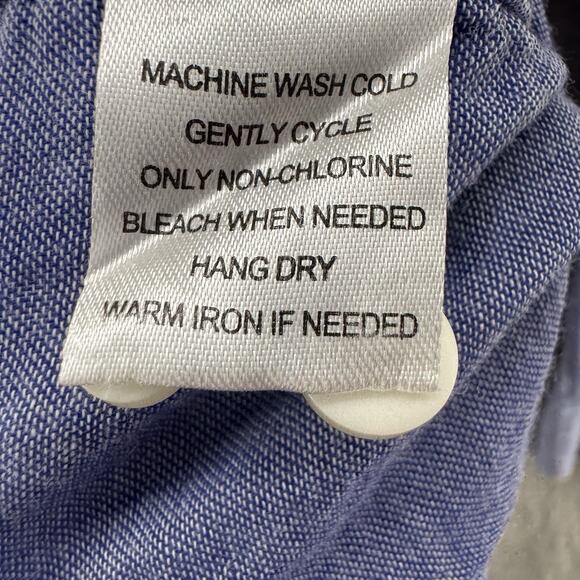 MACHINE WASH COLD
GENTLY CYCLE
ONLY NON-CHLORINE
BLEACH WHEN NEEDED
HANG DRY
WARM IRON IF NEEDED